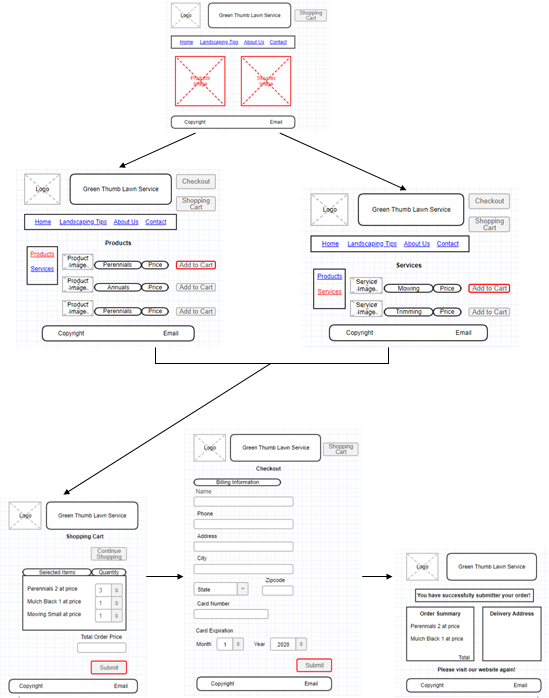 Logo
Green Thumb Lawn Service
Shopping
Cart
Home Landscaping Tips About Us Contact
Products
Image
Services
Image
Copyright Email
Logo
Green Thumb Lawn Service
Checkout
Shopping
Cart
Home Landscaping Tips About Us Contact
Products
Products
Services
Product
Image.
Perennials Price Add to Cart
Product
Image.
Annuals Price Add to Cart
Product
Image.
Perennials Price Add to Cart
Copyright Email
Logo
Green Thumb Lawn Service
Checkout
Shopping
Cart
Home Landscaping Tips About Us Contact
Services
Products
Services
Service
Image.
Mowing Price Add to Cart
Service
Image.
Trimming Price Add to Cart
Copyright Email
Logo
Green Thumb Lawn Service
Shopping Cart
Continue
Shopping
Selected Items Quantity
Perennials 2 at price 3
Mulch Black 1 at price 1
Mowing Small at price 1
Total Order Price
Submit
Copyright Email
Logo
Green Thumb Lawn Service
Shopping
Cart
Checkout
Billing Information
Name
Phone
Address
City
Zipcode
State
Card Number
Card Expiration
Month 1 Year 2020
Submit
Copyright Email
Logo
Green Thumb Lawn Service
You have successfully submitter your order!
Order Summary
Perennials 2 at price
Mulch Black 1 at price
Total
Delivery Address
Please visit our website again!
Copyright Email